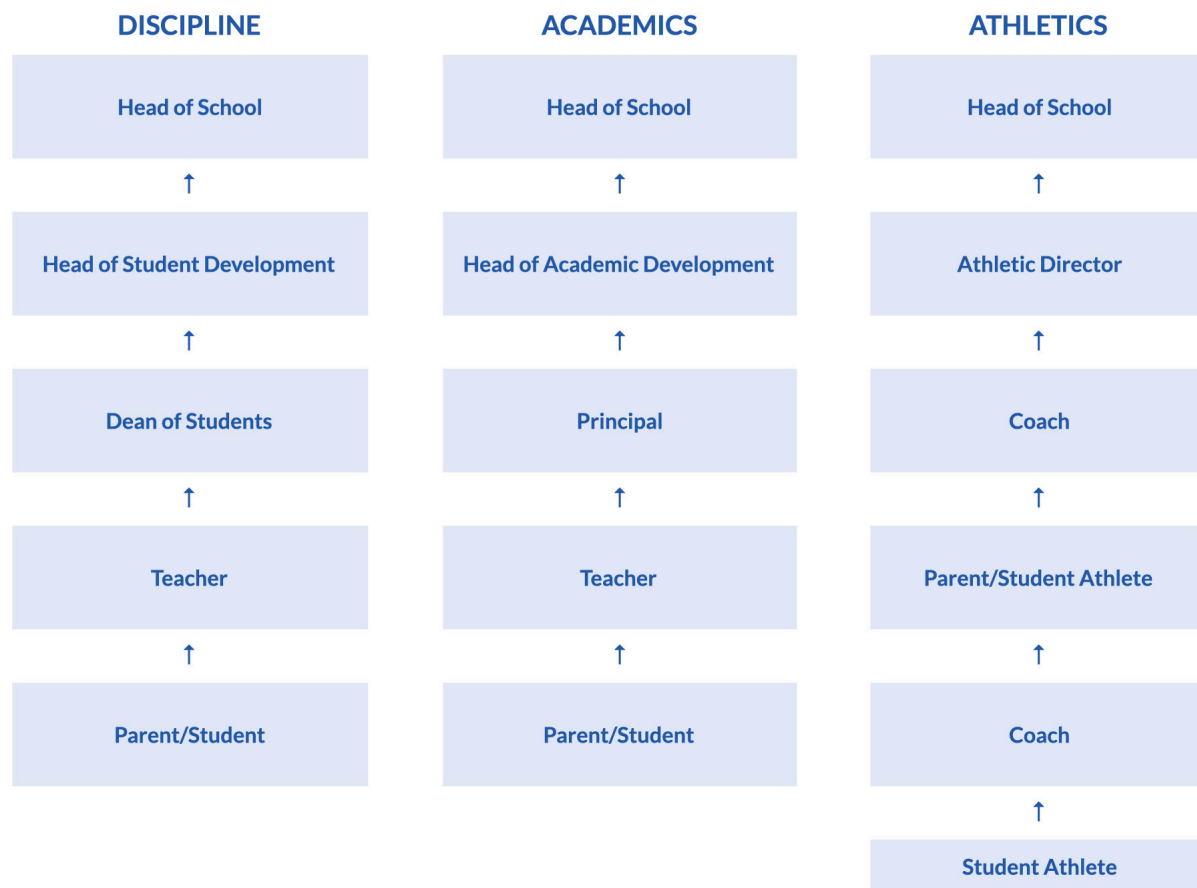 DISCIPLINE
Head of School
↑
Head of Student Development
↑
Dean of Students
↑
Teacher
↑
Parent/Student
ACADEMICS
Head of School
↑
Head of Academic Development
↑
Principal
↑
Teacher
↑
Parent/Student
ATHLETICS
Head of School
↑
Athletic Director
↑
Coach
↑
Parent/Student Athlete
↑
Coach
↑
Student Athlete